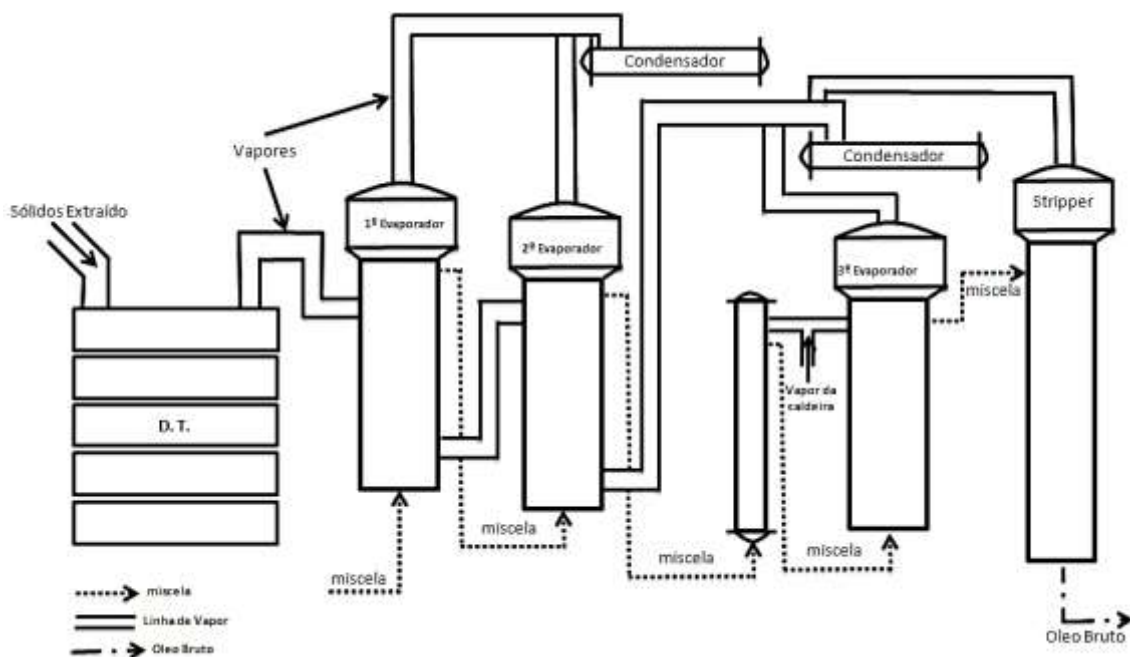 Condensador
Vapores
Condensador
Sólidos Extraído
1º Evaporador
Stripper
2º Evaporador
3º Evaporador
miscela
Vapor da
caldeira
D. T.
miscela
miscela
miscela
miscela
miscela
Linha de Vapor
Oleo Bruto
Oleo Bruto